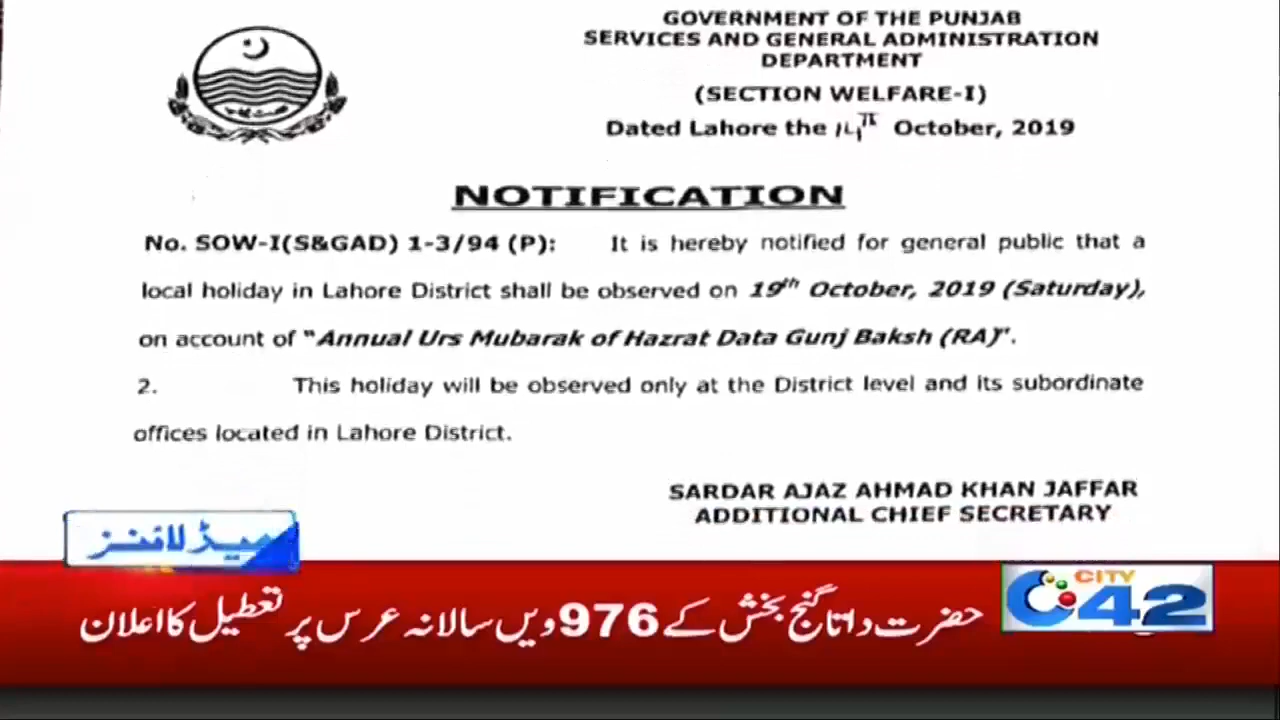 GOVERNMENT OF THE PUNJAB
SERVICES AND GENERAL ADMINISTRATION
DEPARTMENT
(SECTION WELFARE-I)
Dated Lahore the 14TH October, 2019
NOTIFICATION
No. SOW-I(S&GAD) 1-3/94 (P): It is hereby notified for general public that a
local holiday in Lahore District shall be observed on 19th October, 2019 (Saturday),
on account of "Annual Urs Mubarak of Hazrat Data Gunj Baksh (RA)".
2. This holiday will be observed only at the District level and its subordinate
offices located in Lahore District.
SARDAR AJAZ AHMAD KHAN JAFFAR
ADDITIONAL CHIEF SECRETARY
ہیڈلائنز
CITY
42
حضرت داتا گنج بخش کے 976 ویں سالانہ عرس پر تعطیل کا اعلان